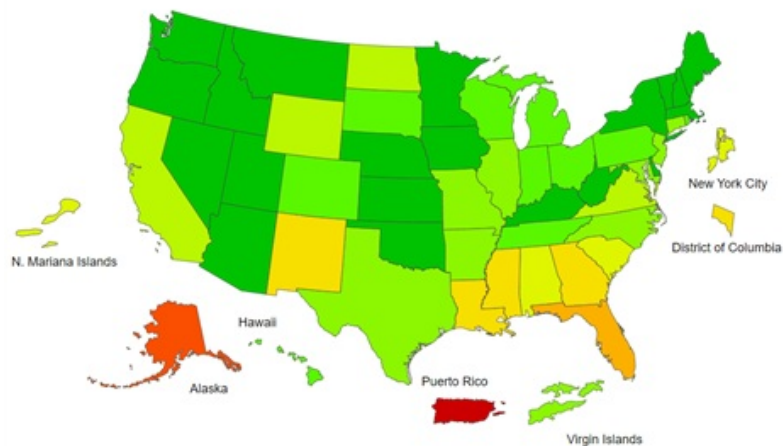 New York City
District of Columbia
N. Mariana Islands
Hawaii
Alaska
Puerto Rico
Virgin Islands